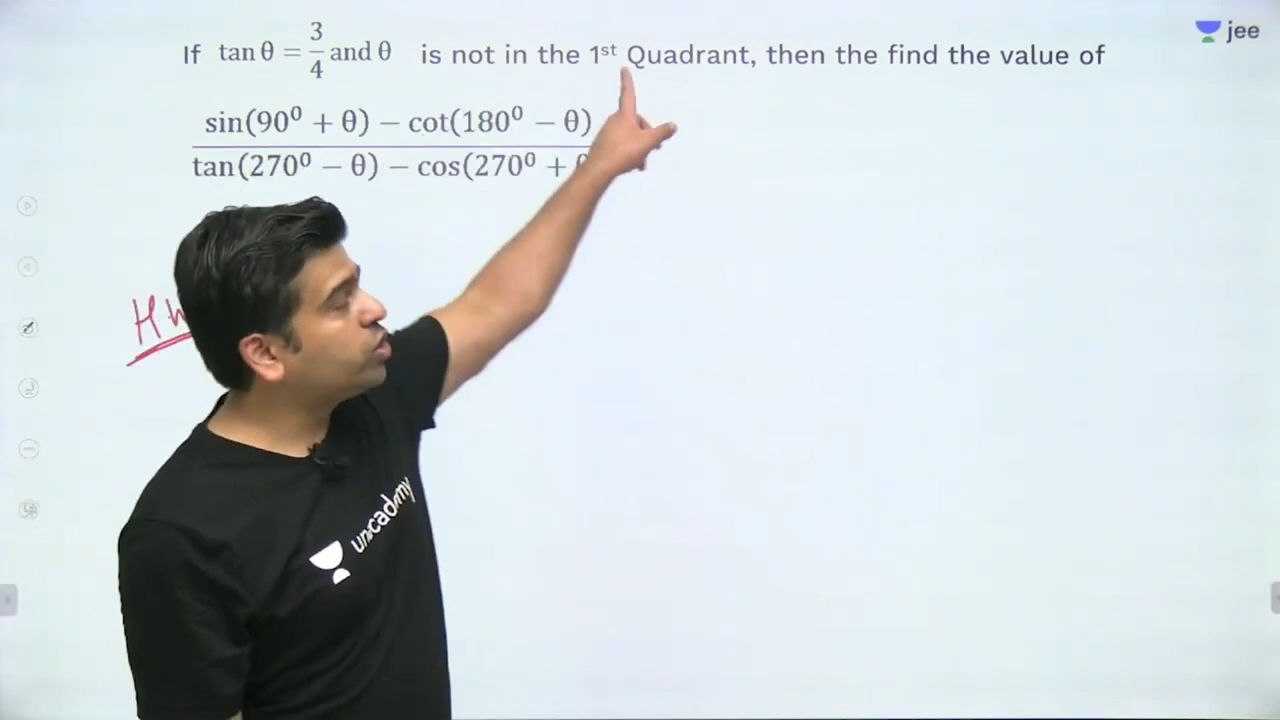 If tan θ = 3/4 and θ is not in the 1st Quadrant, then the find the value of
sin(90⁰ + θ) − cot(180⁰ − θ)
tan(270⁰ − θ) − cos(270⁰ +
jee
unacademy